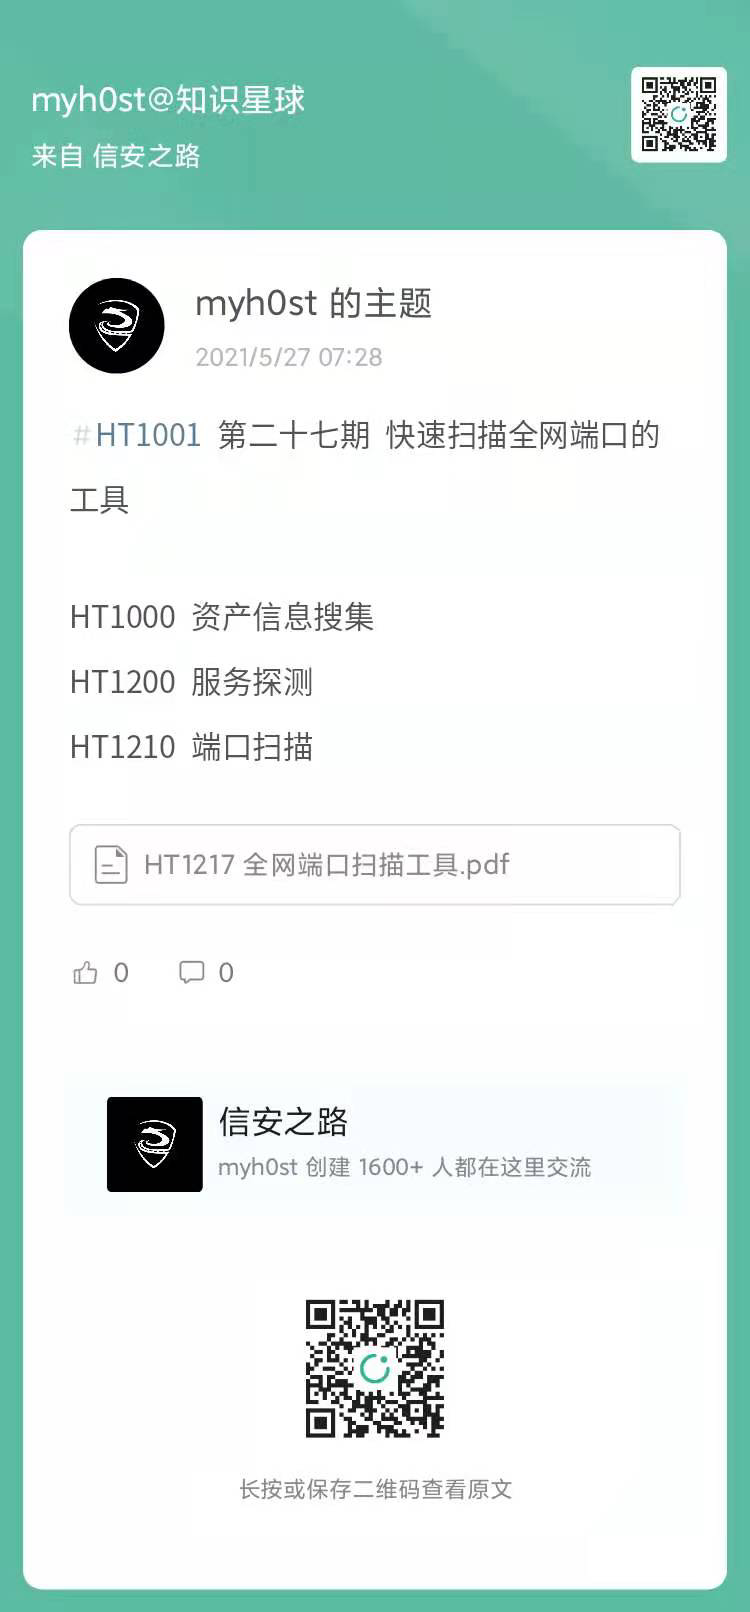 myh0st@知识星球
来自 信安之路
myh0st 的主题
2021/5/27 07:28
#HT1001 第二十七期 快速扫描全网端口的
工具
HT1000 资产信息搜集
HT1200 服务探测
HT1210 端口扫描
HT1217 全网端口扫描工具.pdf
0 0
信安之路
myh0st 创建 1600+ 人都在这里交流
长按或保存二维码查看原文